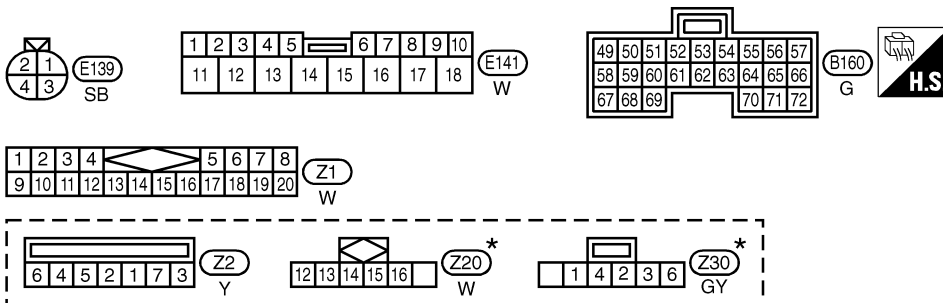 2 1
4 3
E139
SB
1 2 3 4 5 6 7 8 9 10
11 12 13 14 15 16 17 18
E141
W
49 50 51 52 53 54 55 56 57
58 59 60 61 62 63 64 65 66
67 68 69 70 71 72
B160
G
H.S
1 2 3 4 5 6 7 8
9 10 11 12 13 14 15 16 17 18 19 20
Z1
W
6 4 5 2 1 7 3
Z2
Y
12 13 14 15 16
Z20 *
W
1 4 2 3 6
Z30 *
GY